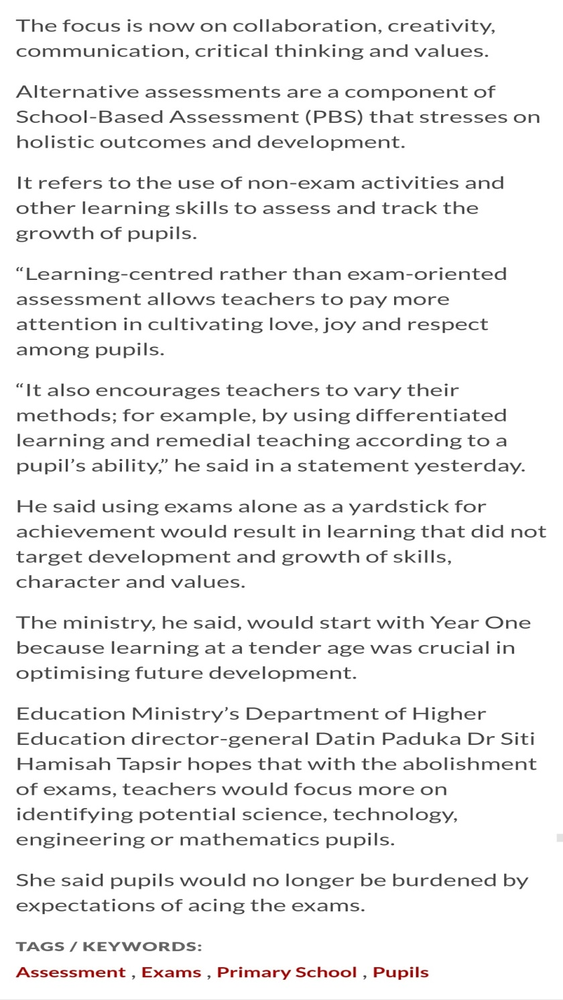 The focus is now on collaboration, creativity,
communication, critical thinking and values.
Alternative assessments are a component of
School-Based Assessment (PBS) that stresses on
holistic outcomes and development.
It refers to the use of non-exam activities and
other learning skills to assess and track the
growth of pupils.
“Learning-centred rather than exam-oriented
assessment allows teachers to pay more
attention in cultivating love, joy and respect
among pupils.
“It also encourages teachers to vary their
methods; for example, by using differentiated
learning and remedial teaching according to a
pupil’s ability,” he said in a statement yesterday.
He said using exams alone as a yardstick for
achievement would result in learning that did not
target development and growth of skills,
character and values.
The ministry, he said, would start with Year One
because learning at a tender age was crucial in
optimising future development.
Education Ministry’s Department of Higher
Education director-general Datin Paduka Dr Siti
Hamisah Tapsir hopes that with the abolishment
of exams, teachers would focus more on
identifying potential science, technology,
engineering or mathematics pupils.
She said pupils would no longer be burdened by
expectations of acing the exams.
TAGS / KEYWORDS:
Assessment , Exams , Primary School , Pupils